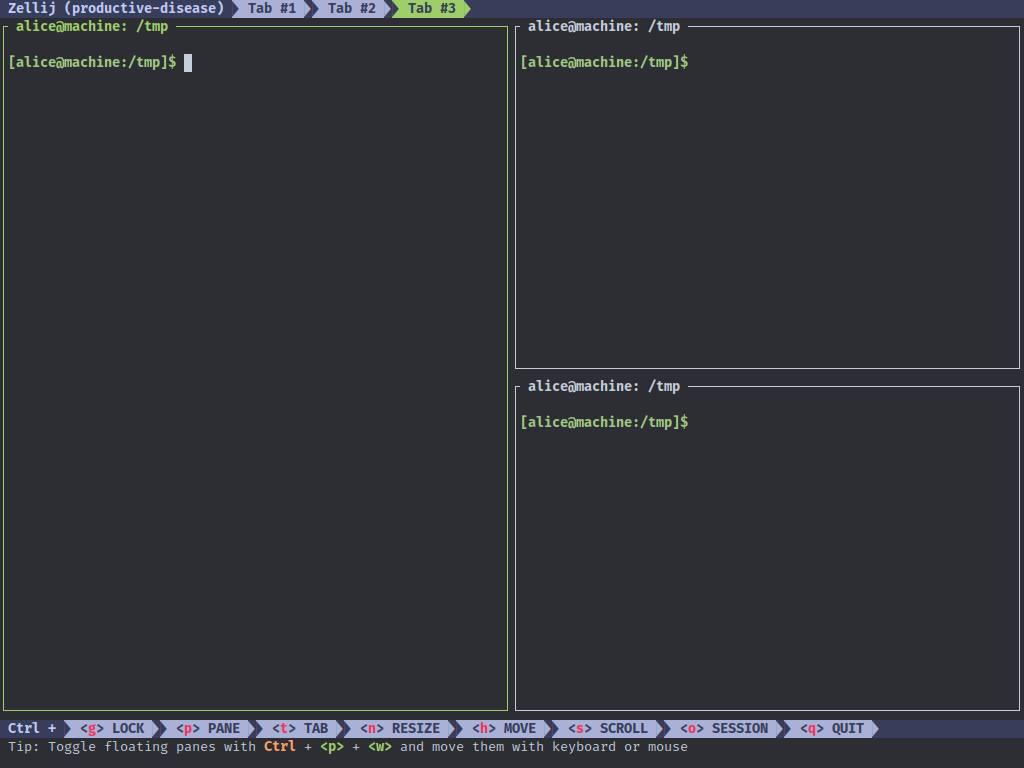 Zellij (productive-disease) Tab #1 Tab #2 Tab #3
alice@machine: /tmp
[alice@machine:/tmp]$
alice@machine: /tmp
[alice@machine:/tmp]$
alice@machine: /tmp
[alice@machine:/tmp]$
Ctrl + <g> LOCK <p> PANE <t> TAB <n> RESIZE <h> MOVE <s> SCROLL <o> SESSION <q> QUIT
Tip: Toggle floating panes with Ctrl + <p> + <w> and move them with keyboard or mouse